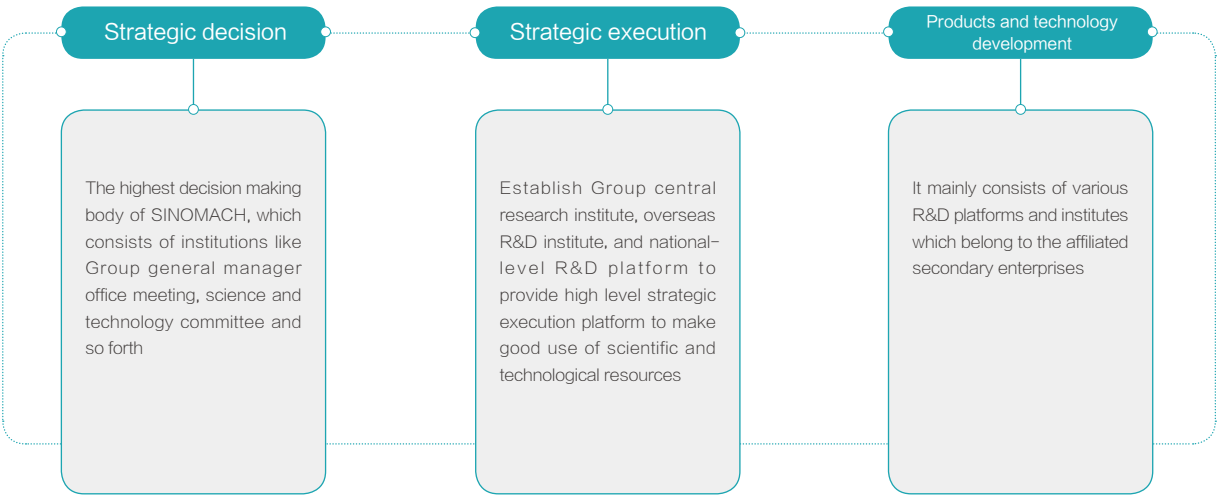 Strategic decision
The highest decision making
body of SINOMACH, which
consists of institutions like
Group general manager
office meeting, science and
technology committee and
so forth
Strategic execution
Establish Group central
research institute, overseas
R&D institute, and national-
level R&D platform to
provide high level strategic
execution platform to make
good use of scientific and
technological resources
Products and technology
development
It mainly consists of various
R&D platforms and institutes
which belong to the affiliated
secondary enterprises